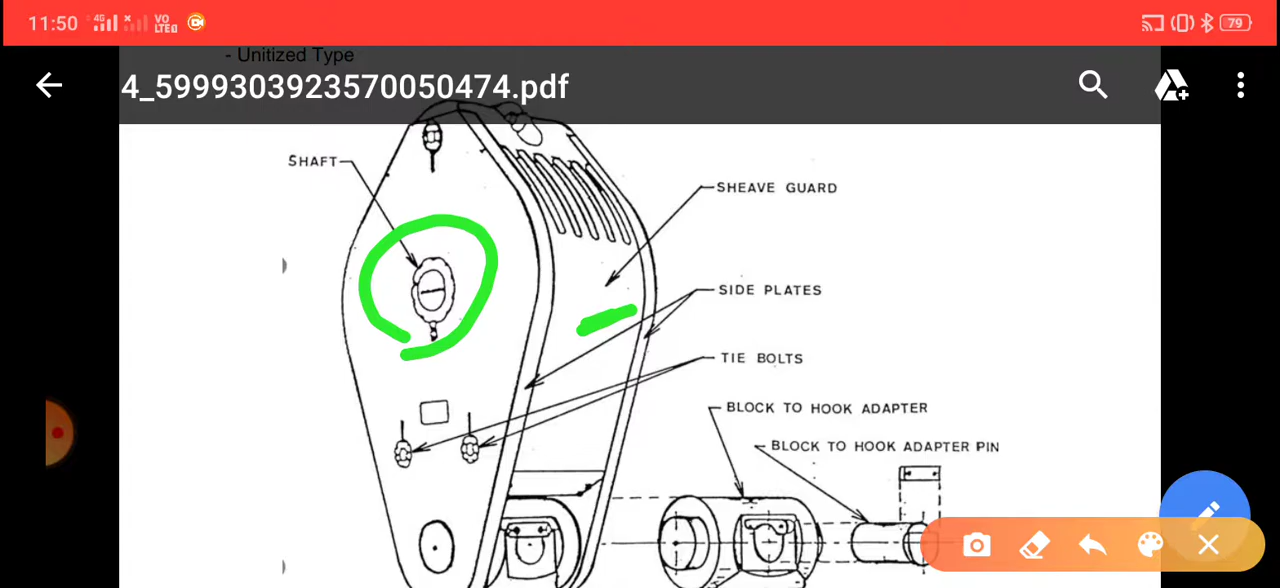 11:50 4G VO LTE 79
- Unitized Type
4_5999303923570050474.pdf
SHAFT
SHEAVE GUARD
SIDE PLATES
TIE BOLTS
BLOCK TO HOOK ADAPTER
BLOCK TO HOOK ADAPTER PIN